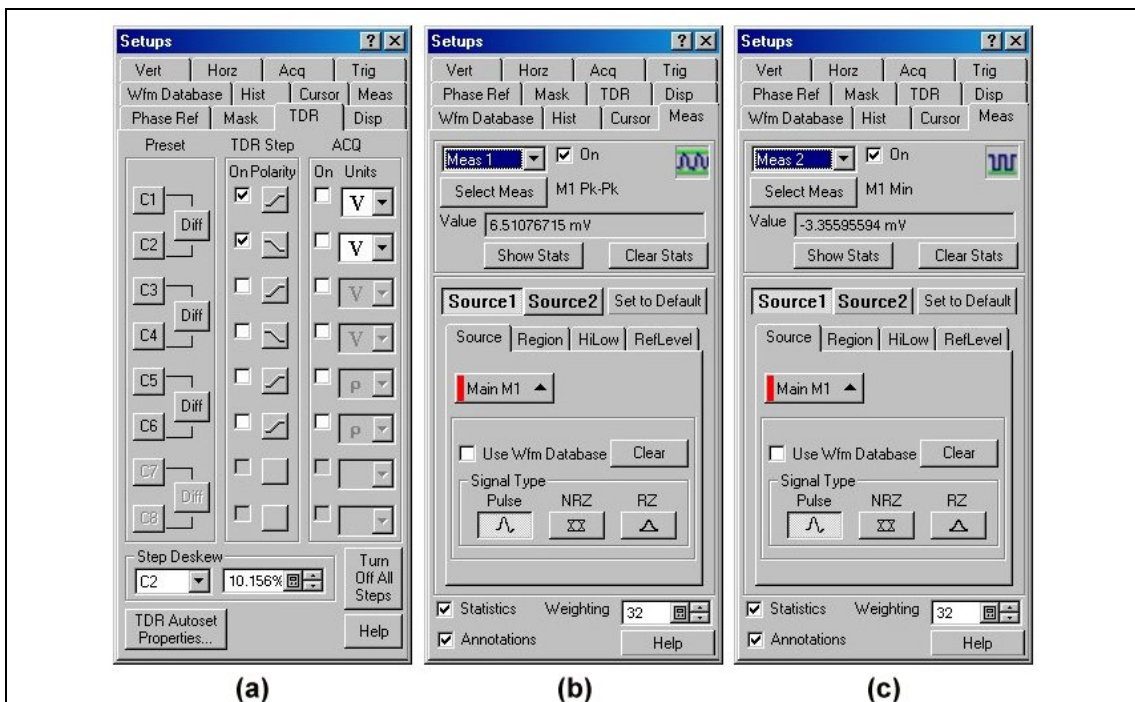 Setups
Vert Horz Acq Trig
Wfm Database Hist Cursor Meas
Phase Ref Mask TDR Disp
Preset TDR Step ACQ
On Polarity On Units
C1
V
Diff
C2
V
C3
V
Diff
C4
V
C5
ρ
Diff
C6
ρ
C7
Diff
C8
Step Deskew
C2 10.156%
Turn Off All Steps
TDR Autoset Properties...
Help
(a)
Setups
Vert Horz Acq Trig
Phase Ref Mask TDR Disp
Wfm Database Hist Cursor Meas
Meas 1 On
Select Meas M1 Pk-Pk
Value 6.51076715 mV
Show Stats Clear Stats
Source1 Source2 Set to Default
Source Region HiLow RefLevel
Main M1
Use Wfm Database Clear
Signal Type
Pulse NRZ RZ
Statistics Weighting 32
Annotations Help
(b)
Setups
Vert Horz Acq Trig
Phase Ref Mask TDR Disp
Wfm Database Hist Cursor Meas
Meas 2 On
Select Meas M1 Min
Value -3.35595594 mV
Show Stats Clear Stats
Source1 Source2 Set to Default
Source Region HiLow RefLevel
Main M1
Use Wfm Database Clear
Signal Type
Pulse NRZ RZ
Statistics Weighting 32
Annotations Help
(c)